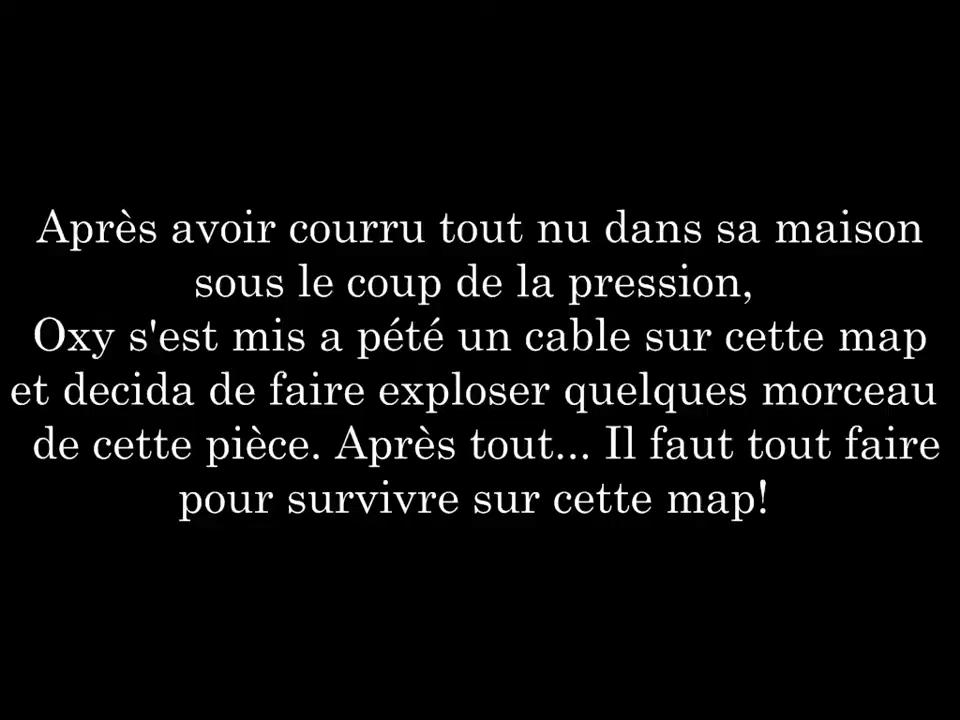 Après avoir courru tout nu dans sa maison
sous le coup de la pression,
Oxy s'est mis a pété un cable sur cette map
et decida de faire exploser quelques morceau
de cette pièce. Après tout... Il faut tout faire
pour survivre sur cette map!